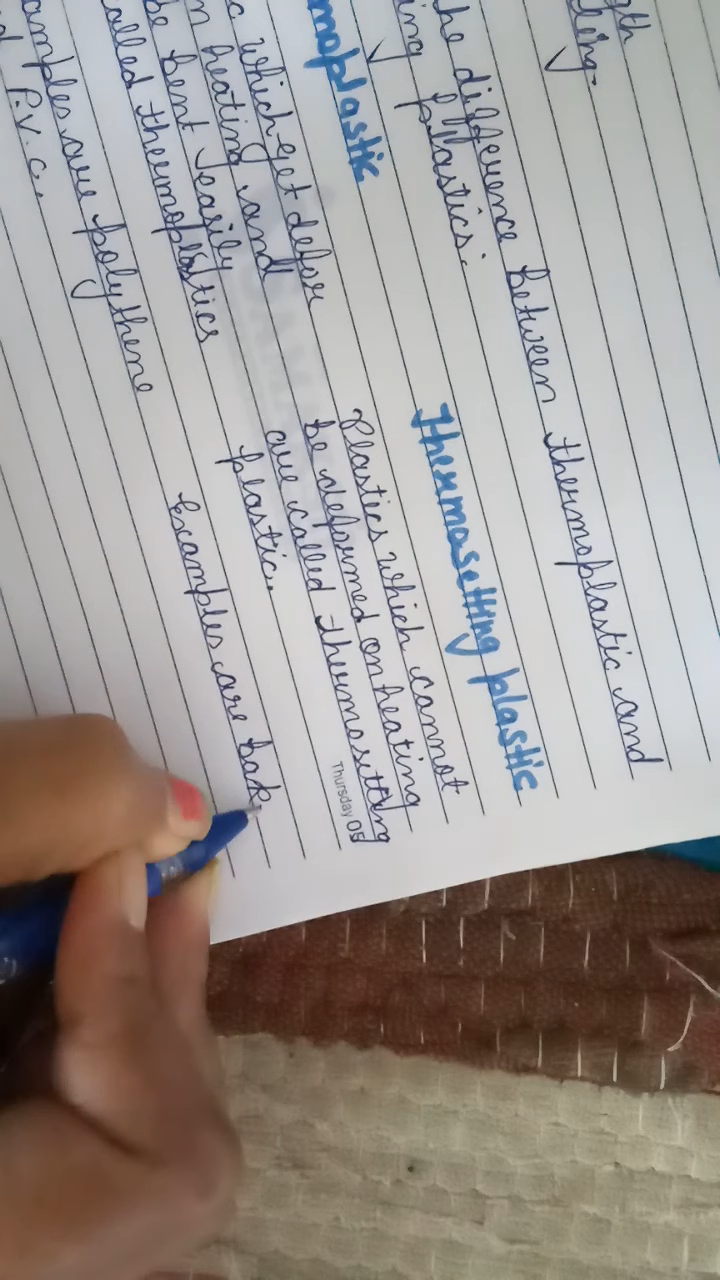 gth
ling.
he difference between thermoplastic and
ing plastics.
moplastic
Thermasetting plastic
c which get defor
n heating and
be bent easily
alled thermoplastics
amples are polythene
d P.V.C.
Plastics which cannot
be deformed on heating
are called thermosetting
plastic.
Examples are bak
Thursday 05